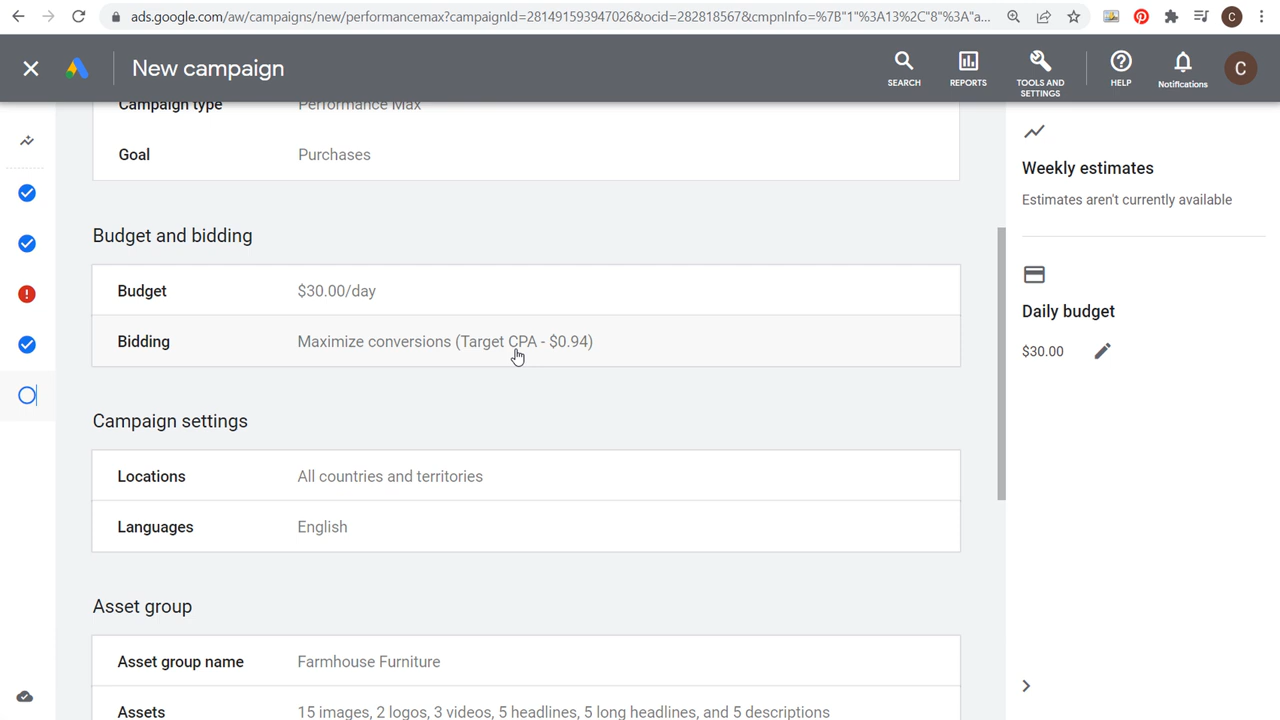 ads.google.com/aw/campaigns/new/performancemax?campaignId=281491593947026&ocid=282818567&cmpnInfo=%7B"1"%3A13%2C"8"%3A"a...
C
New campaign
SEARCH
REPORTS
TOOLS AND
SETTINGS
HELP
Notifications
C
Campaign type Performance Max
Goal Purchases
Budget and bidding
Budget $30.00/day
Bidding Maximize conversions (Target CPA - $0.94)
Campaign settings
Locations All countries and territories
Languages English
Asset group
Asset group name Farmhouse Furniture
Assets 15 images, 2 logos, 3 videos, 5 headlines, 5 long headlines, and 5 descriptions
Weekly estimates
Estimates aren't currently available
Daily budget
$30.00